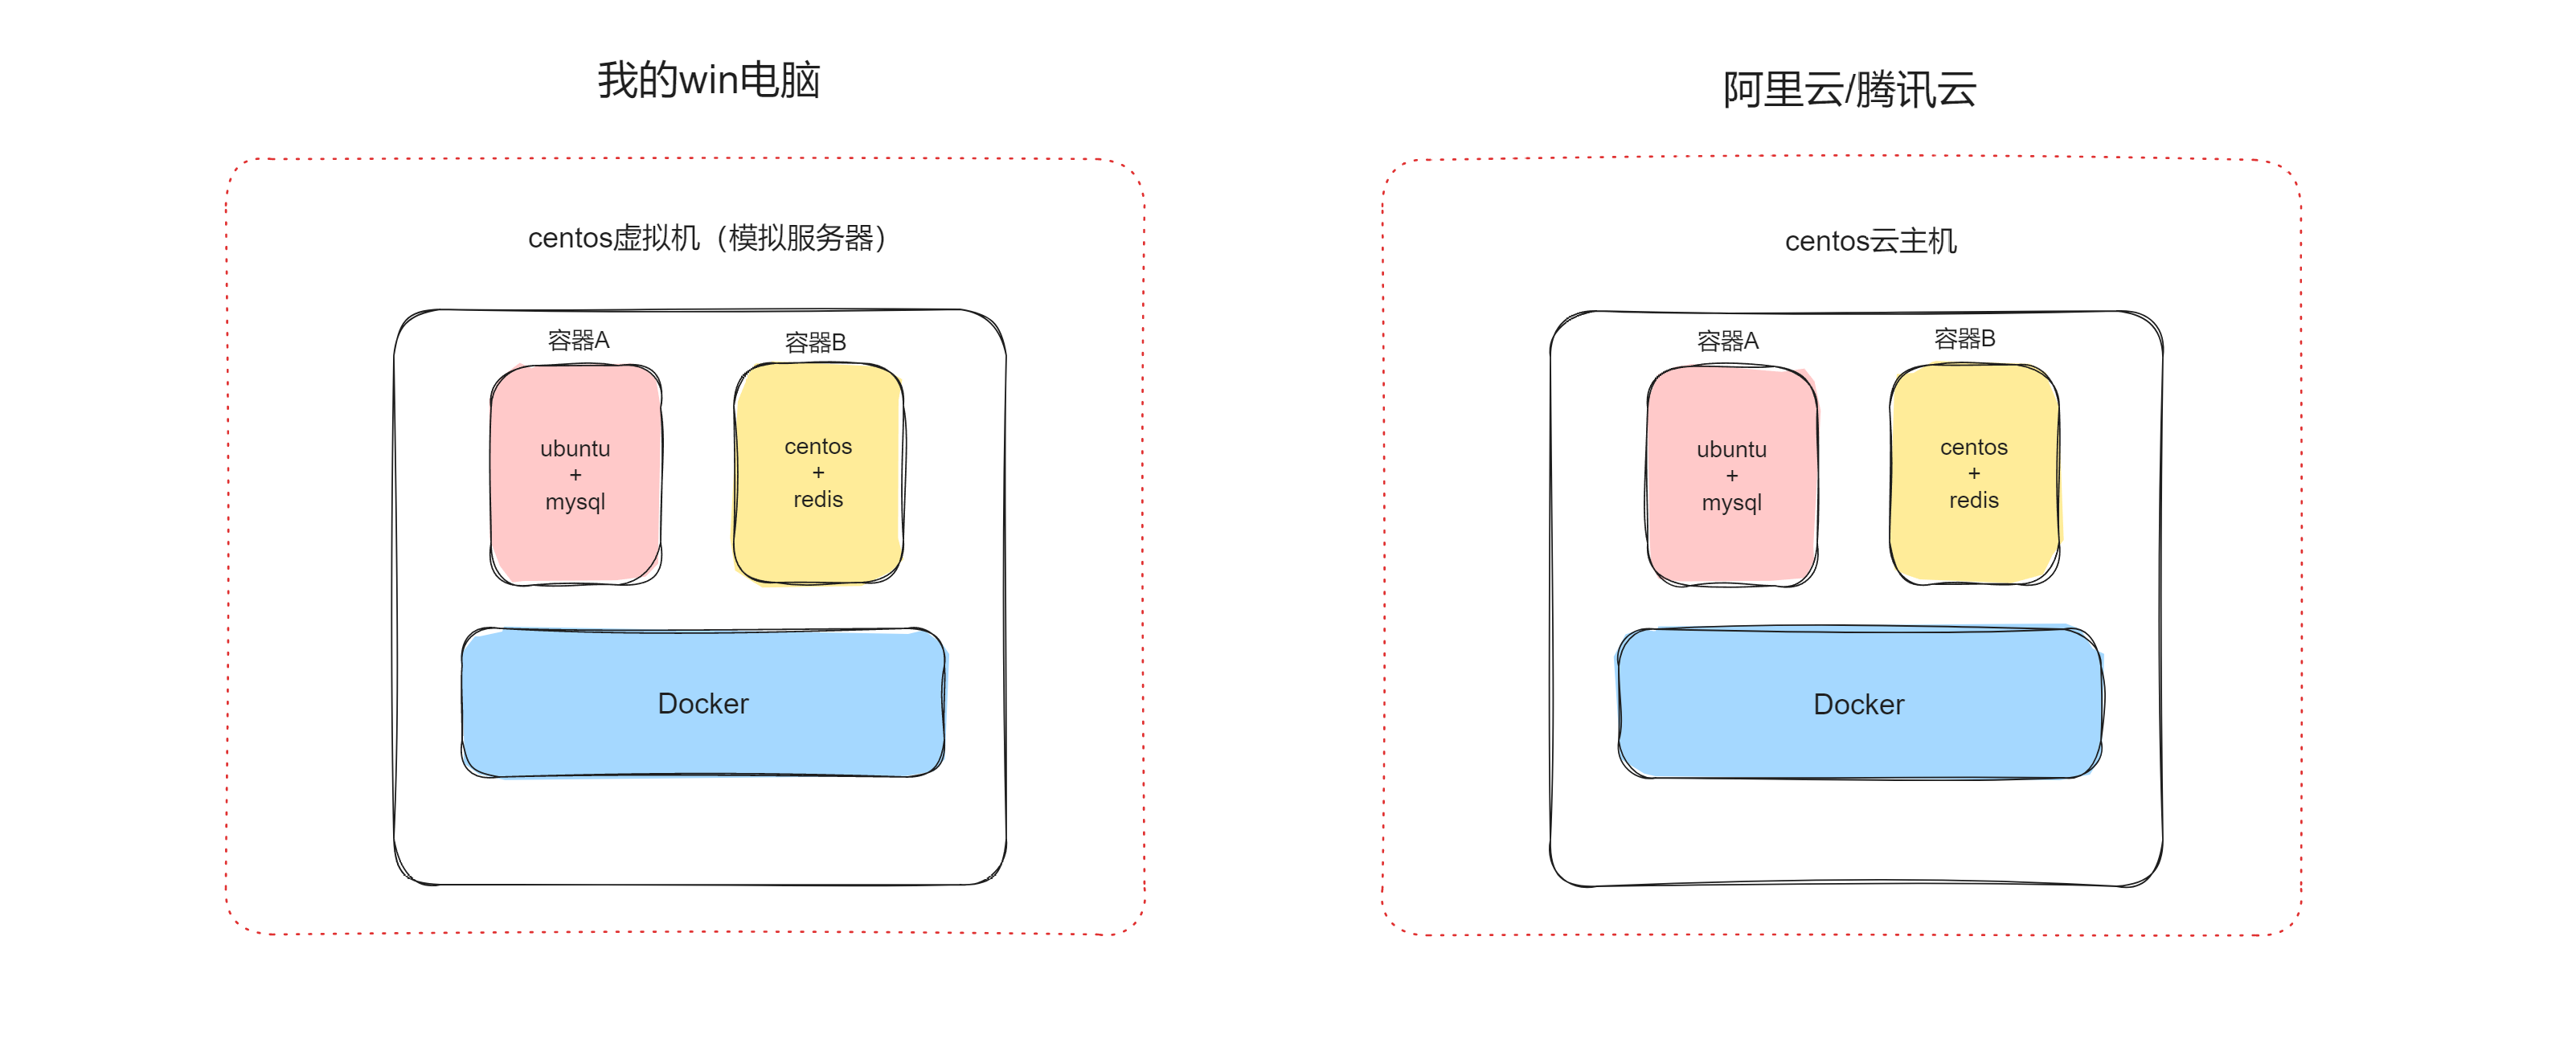 我的win电脑
centos虚拟机（模拟服务器）
容器A
容器B
ubuntu
+
mysql
centos
+
redis
Docker
阿里云/腾讯云
centos云主机
容器A
容器B
ubuntu
+
mysql
centos
+
redis
Docker